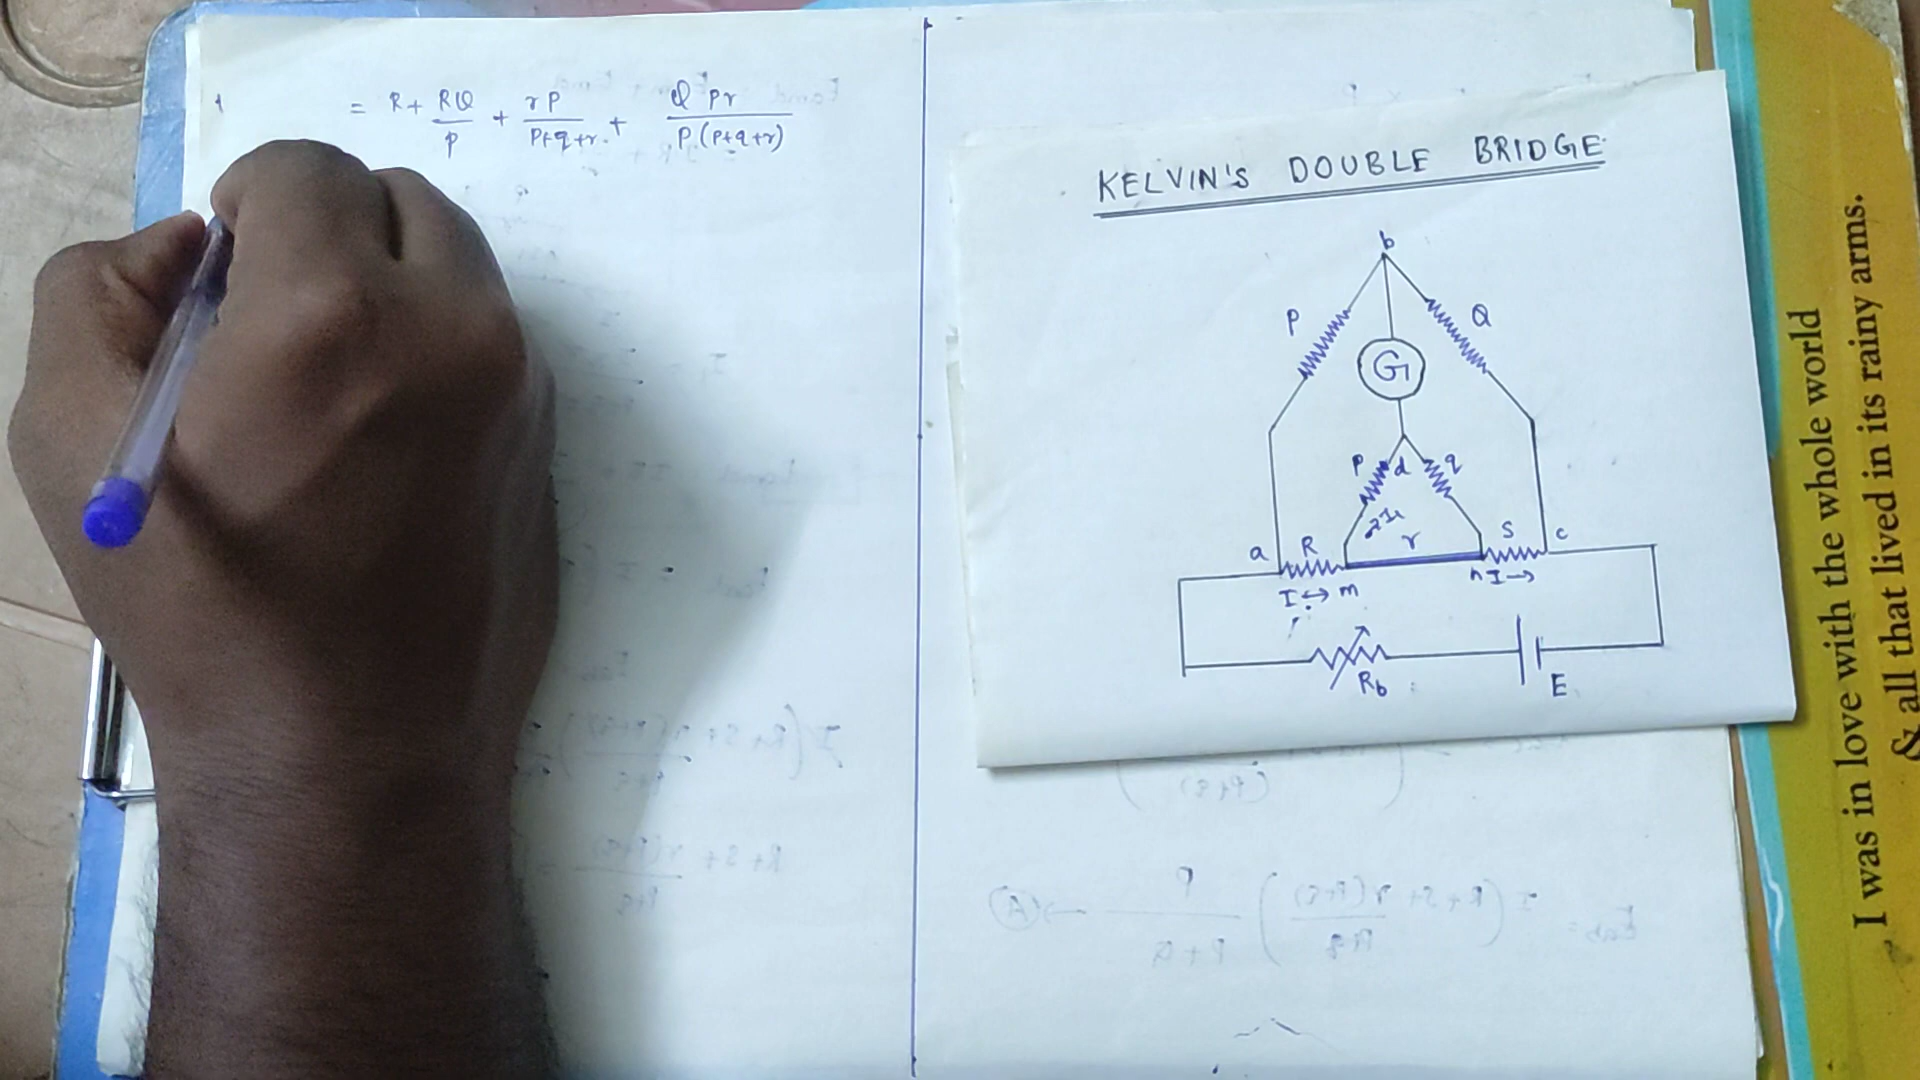 = R + RQ/P + rP/P+q+r. + Q Pr/P.(P+q+r)
KELVIN'S DOUBLE BRIDGE
b
P
Q
G
P d q
I1
a R r S c
I → m n I →
Rb
E
I was in love with the whole world
& all that lived in its rainy arms.